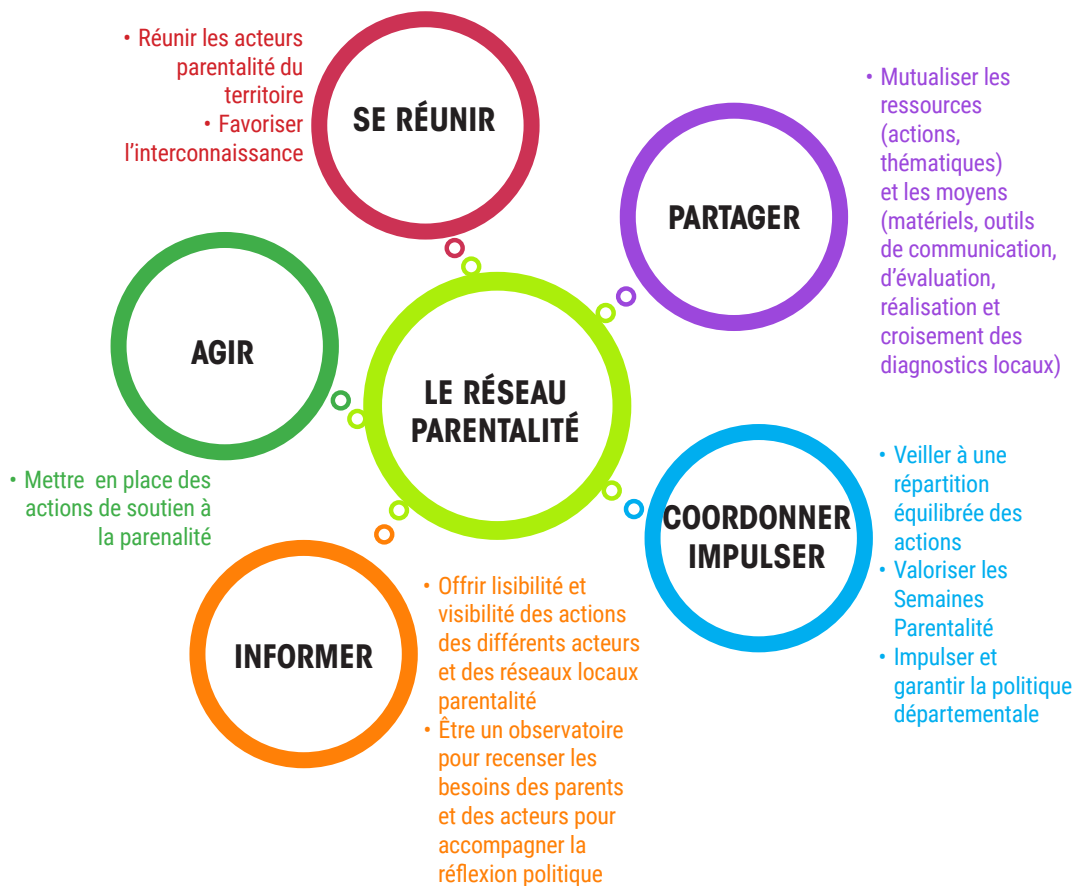 • Réunir les acteurs
parentalité du
territoire
• Favoriser
l'interconnaissance
SE RÉUNIR
• Mutualiser les
ressources
(actions,
thématiques)
et les moyens
(matériels, outils
de communication,
d'évaluation,
réalisation et
croisement des
diagnostics locaux)
PARTAGER
AGIR
• Mettre en place des
actions de soutien à
la parenalité
LE RÉSEAU
PARENTALITÉ
COORDONNER
IMPULSER
• Veiller à une
répartition
équilibrée des
actions
• Valoriser les
Semaines
Parentalité
• Impulser et
garantir la politique
départementale
INFORMER
• Offrir lisibilité et
visibilité des actions
des différents acteurs
et des réseaux locaux
parentalité
• Être un observatoire
pour recenser les
besoins des parents
et des acteurs pour
accompagner la
réflexion politique